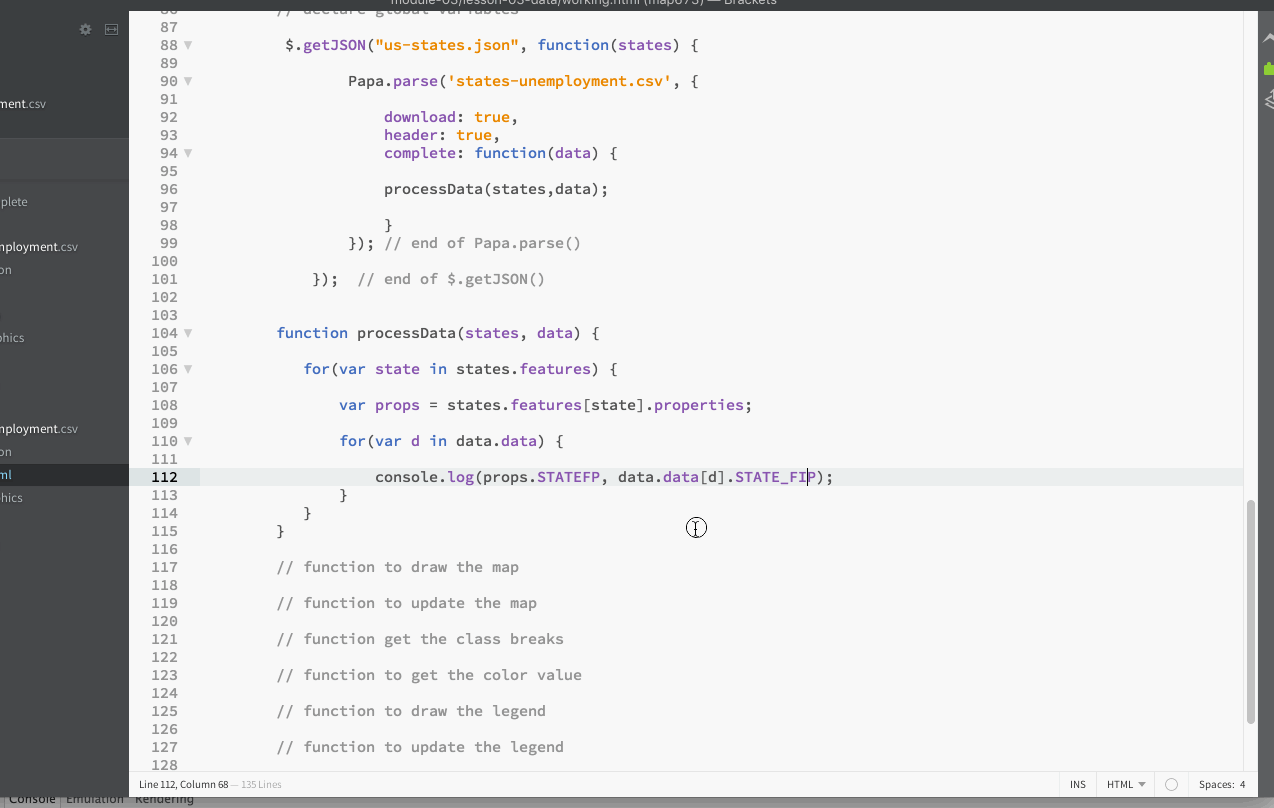 module-03/lesson-03-data/working.html (map673) — Brackets
86 // declare global variables
87
88 $.getJSON("us-states.json", function(states) {
89
90 Papa.parse('states-unemployment.csv', {
91
92 download: true,
93 header: true,
94 complete: function(data) {
95
96 processData(states,data);
97
98 }
99 }); // end of Papa.parse()
100
101 }); // end of $.getJSON()
102
103
104 function processData(states, data) {
105
106 for(var state in states.features) {
107
108 var props = states.features[state].properties;
109
110 for(var d in data.data) {
111
112 console.log(props.STATEFP, data.data[d].STATE_FIP);
113 }
114 }
115 }
116
117 // function to draw the map
118
119 // function to update the map
120
121 // function get the class breaks
122
123 // function to get the color value
124
125 // function to draw the legend
126
127 // function to update the legend
128
ment.csv
plete
nployment.csv
on
phics
nployment.csv
on
ml
hics
Line 112, Column 68 — 135 Lines
INS HTML Spaces: 4
Console Emulation Rendering